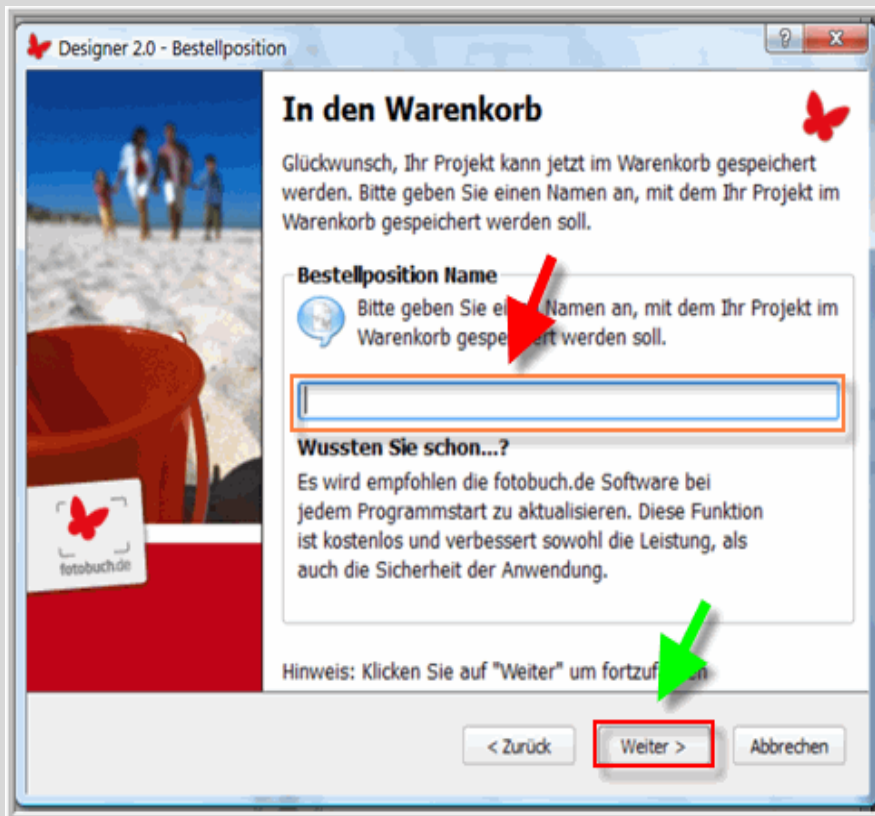 Designer 2.0 - Bestellposition
In den Warenkorb
Glückwunsch, Ihr Projekt kann jetzt im Warenkorb gespeichert
werden. Bitte geben Sie einen Namen an, mit dem Ihr Projekt im
Warenkorb gespeichert werden soll.
Bestellposition Name
Bitte geben Sie Namen an, mit dem Ihr Projekt im
Warenkorb werden soll.
Wussten Sie schon...?
Es wird empfohlen die fotobuch.de Software bei
jedem Programmstart zu aktualisieren. Diese Funktion
ist kostenlos und verbessert sowohl die Leistung, als
auch die Sicherheit der Anwendung.
fotobuch.de
Hinweis: Klicken Sie auf "Weiter" um
< Zurück
Weiter >
Abbrechen